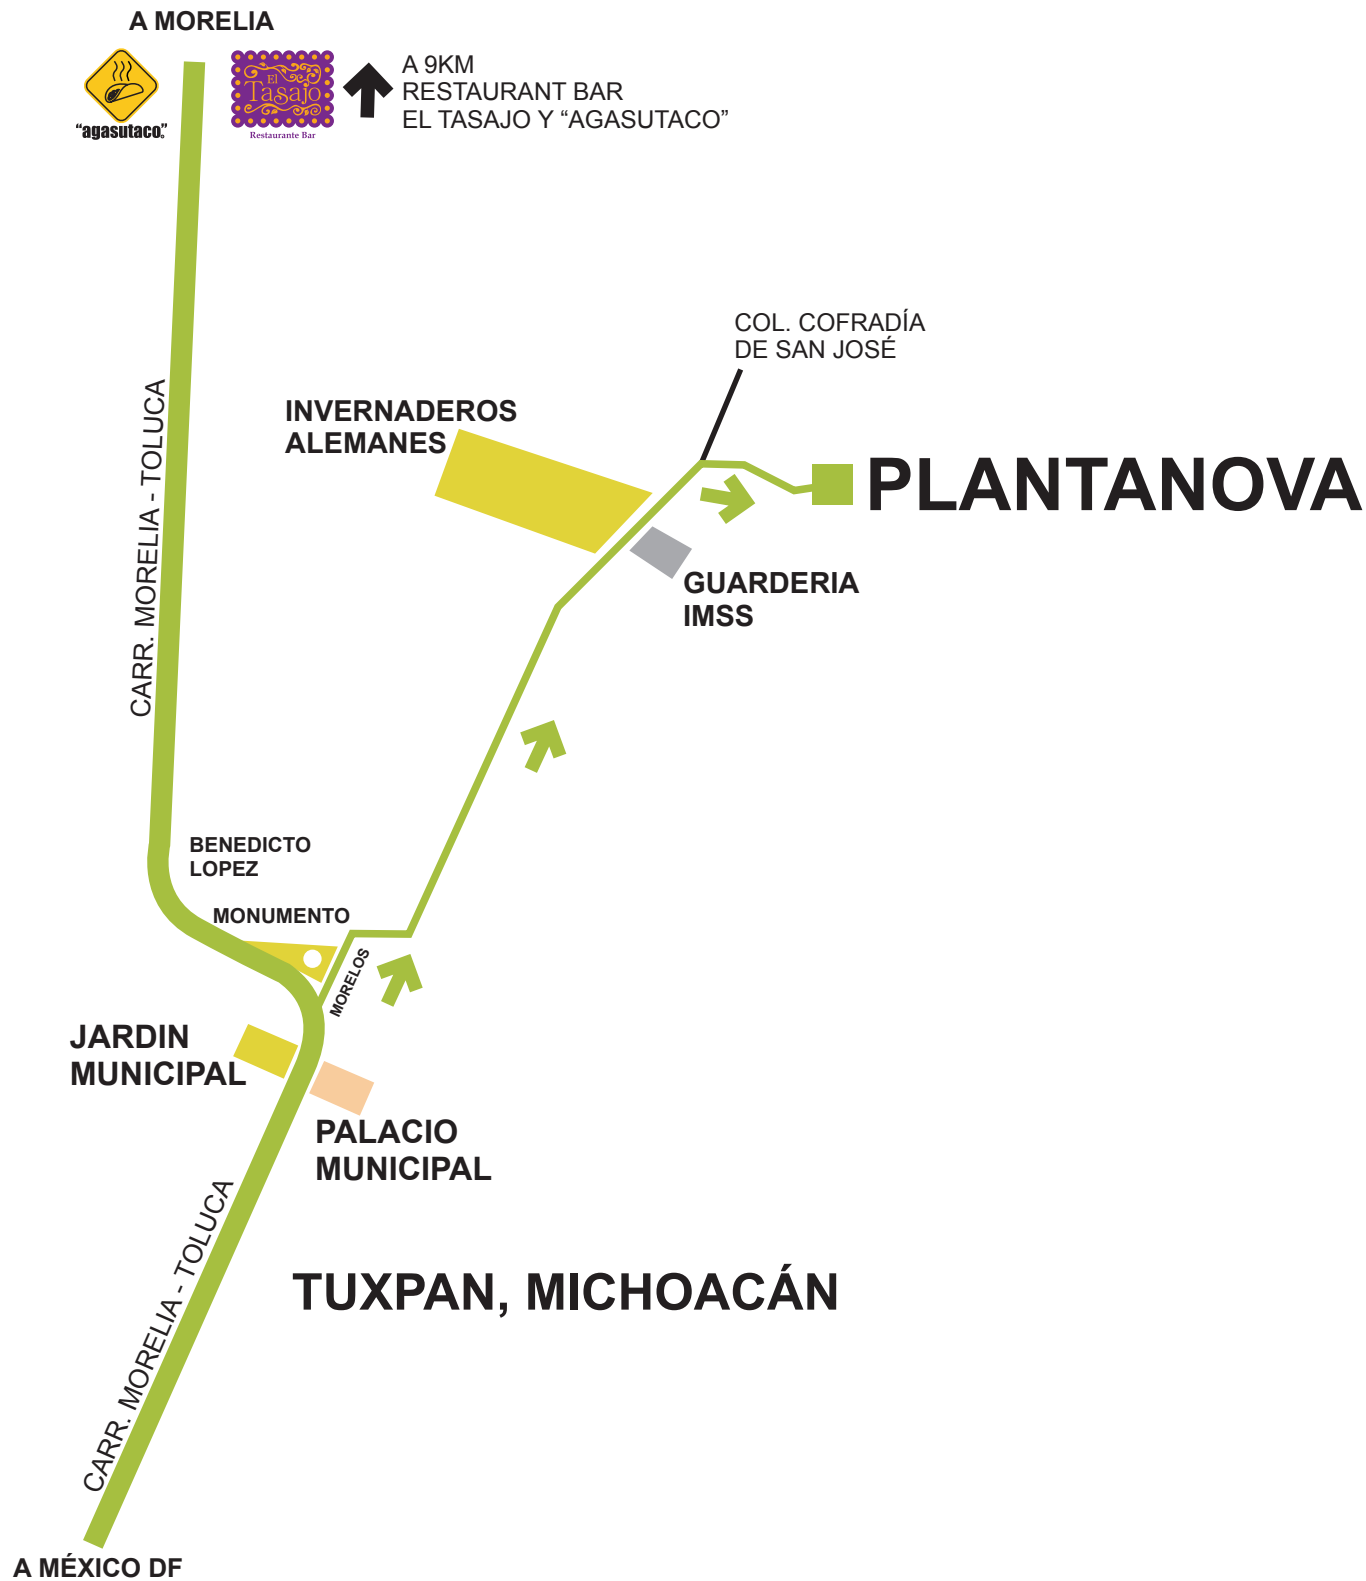 A MORELIA
"agasutaco"
El
Tasajo
Restaurante Bar
A 9KM
RESTAURANT BAR
EL TASAJO Y “AGASUTACO”
COL. COFRADÍA
DE SAN JOSÉ
CARR. MORELIA - TOLUCA
INVERNADEROS
ALEMANES
PLANTANOVA
GUARDERIA
IMSS
BENEDICTO
LOPEZ
MONUMENTO
MORELOS
JARDIN
MUNICIPAL
PALACIO
MUNICIPAL
CARR. MORELIA - TOLUCA
TUXPAN, MICHOACÁN
A MÉXICO DF